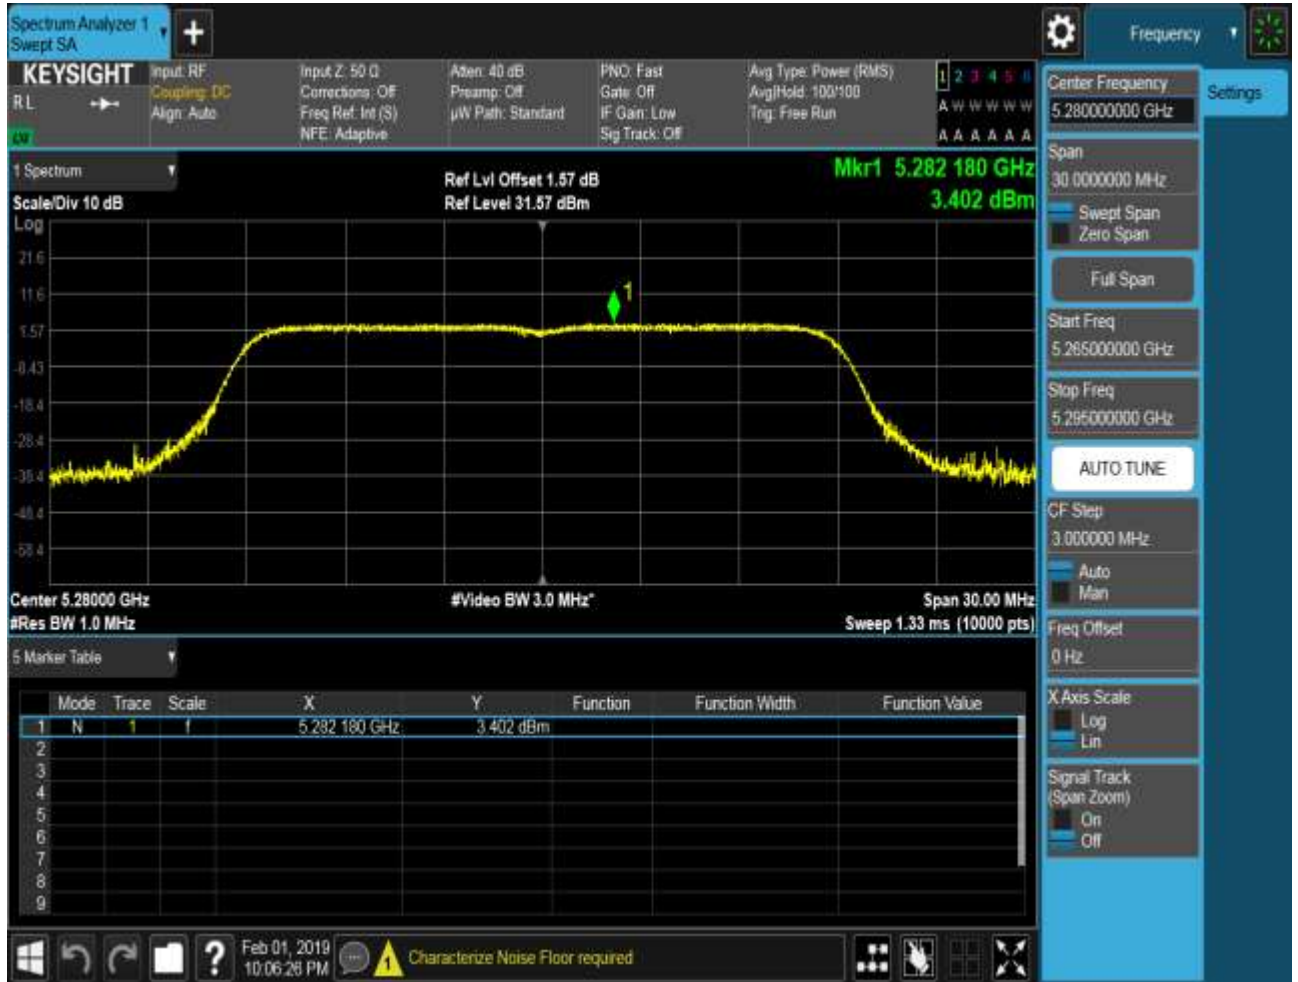 Spectrum Analyzer 1
Swept SA
+
Frequency
KEYSIGHT
RL
Input: RF
Coupling: DC
Align: Auto
Input Z: 50 Ω
Corrections: Off
Freq Ref: Int (S)
NFE: Adaptive
Atten: 40 dB
Preamp: Off
µW Path: Standard
PNO: Fast
Gate: Off
IF Gain: Low
Sig Track: Off
Avg Type: Power (RMS)
Avg|Hold: 100/100
Trig: Free Run
1 2 3 4 5 6
A W W W W W
A A A A A A
1 Spectrum
Scale/Div 10 dB
Ref Lvl Offset 1.57 dB
Ref Level 31.57 dBm
Mkr1 5.282 180 GHz
3.402 dBm
Log
21.6
11.6
1.57
-8.43
-18.4
-28.4
-38.4
-48.4
-58.4
1
Center 5.28000 GHz
#Res BW 1.0 MHz
#Video BW 3.0 MHz*
Span 30.00 MHz
Sweep 1.33 ms (10000 pts)
5 Marker Table
Mode Trace Scale X Y Function Function Width Function Value
1 N 1 f 5.282 180 GHz 3.402 dBm
2
3
4
5
6
7
8
9
Feb 01, 2019
10:06:26 PM
?
1
Characterize Noise Floor required
Settings
Center Frequency
5.280000000 GHz
Span
30.0000000 MHz
Swept Span
Zero Span
Full Span
Start Freq
5.265000000 GHz
Stop Freq
5.295000000 GHz
AUTO TUNE
CF Step
3.000000 MHz
Auto
Man
Freq Offset
0 Hz
X Axis Scale
Log
Lin
Signal Track
(Span Zoom)
On
Off